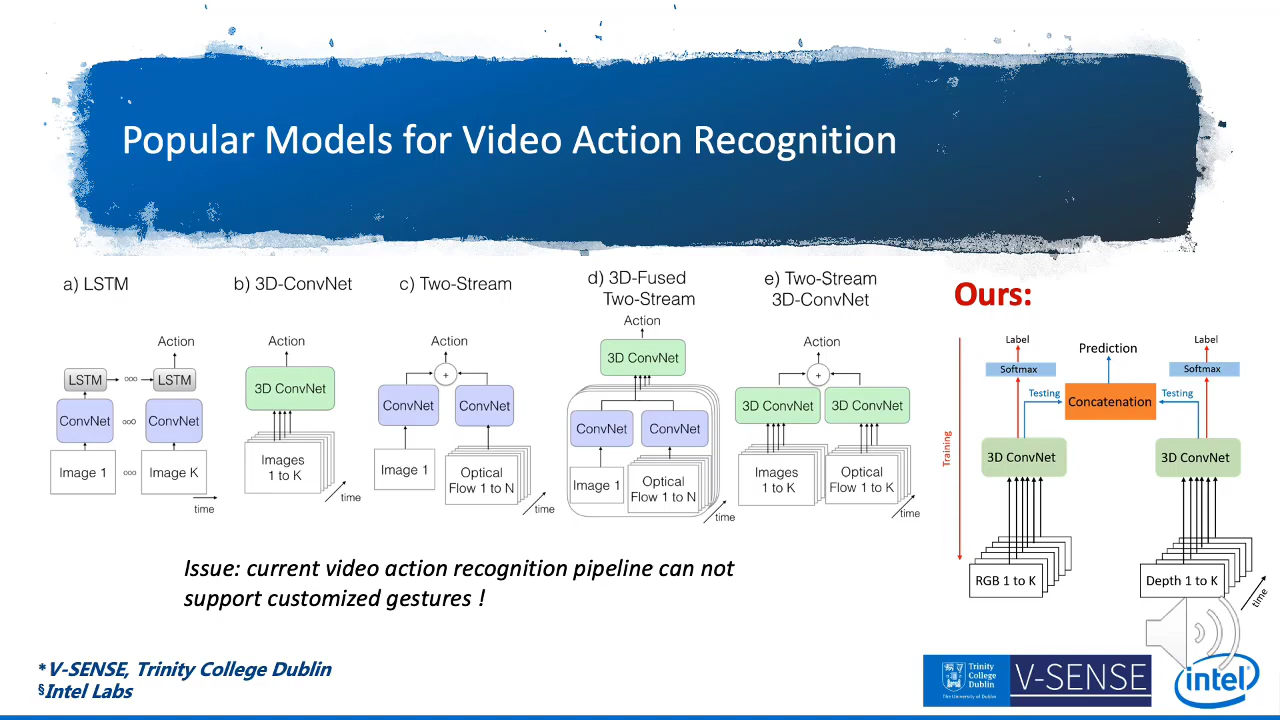 Popular Models for Video Action Recognition
a) LSTM
Action
LSTM
ooo
LSTM
ConvNet
ooo
ConvNet
Image 1
ooo
Image K
time
b) 3D-ConvNet
Action
3D ConvNet
Images
1 to K
time
c) Two-Stream
Action
+
ConvNet
ConvNet
Image 1
Optical
Flow 1 to N
time
d) 3D-Fused
Two-Stream
Action
3D ConvNet
ConvNet
ConvNet
Image 1
Optical
Flow 1 to N
time
e) Two-Stream
3D-ConvNet
Action
+
3D ConvNet
3D ConvNet
Images
1 to K
Optical
Flow 1 to K
time
Ours:
Label
Prediction
Label
Softmax
Softmax
Testing
Concatenation
Testing
Training
3D ConvNet
3D ConvNet
RGB 1 to K
Depth 1 to K
time
Issue: current video action recognition pipeline can not
support customized gestures !
*V-SENSE, Trinity College Dublin
§Intel Labs
Trinity
College
Dublin
The University of Dublin
V-SENSE
intel